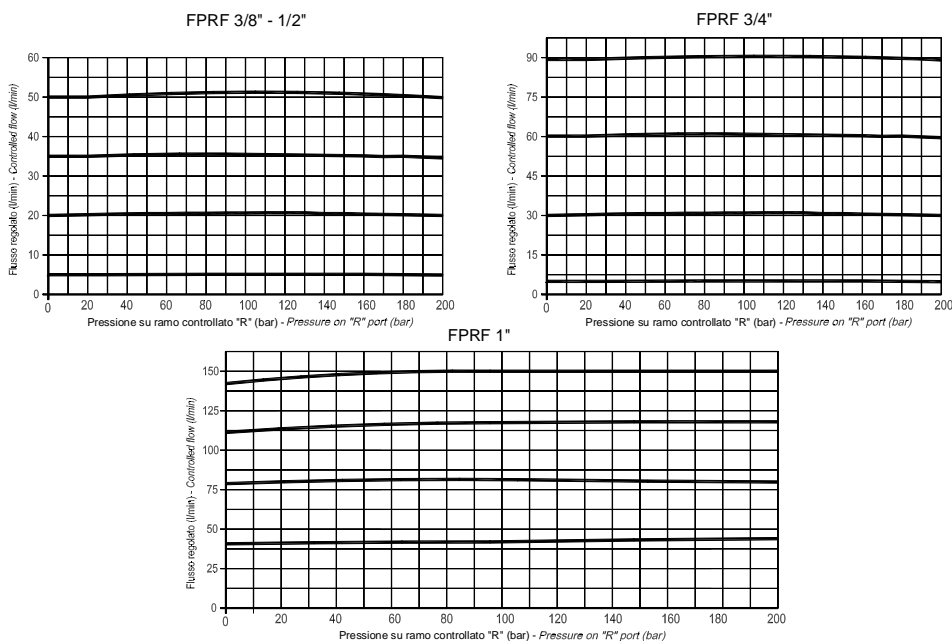 FPRF 3/8" - 1/2"
Flusso regolato (l/min) - Controlled flow (l/min)
60
50
40
30
20
10
0
0 20 40 60 80 100 120 140 160 180 200
Pressione su ramo controllato "R" (bar) - Pressure on "R" port (bar)
FPRF 3/4"
Flusso regolato (l/min) - Controlled flow (l/min)
90
75
60
45
30
15
0
0 20 40 60 80 100 120 140 160 180 200
Pressione su ramo controllato "R" (bar) - Pressure on "R" port (bar)
FPRF 1"
Flusso regolato (l/min) - Controlled flow (l/min)
150
125
100
75
50
25
0
0 20 40 60 80 100 120 140 160 180 200
Pressione su ramo controllato "R" (bar) - Pressure on "R" port (bar)